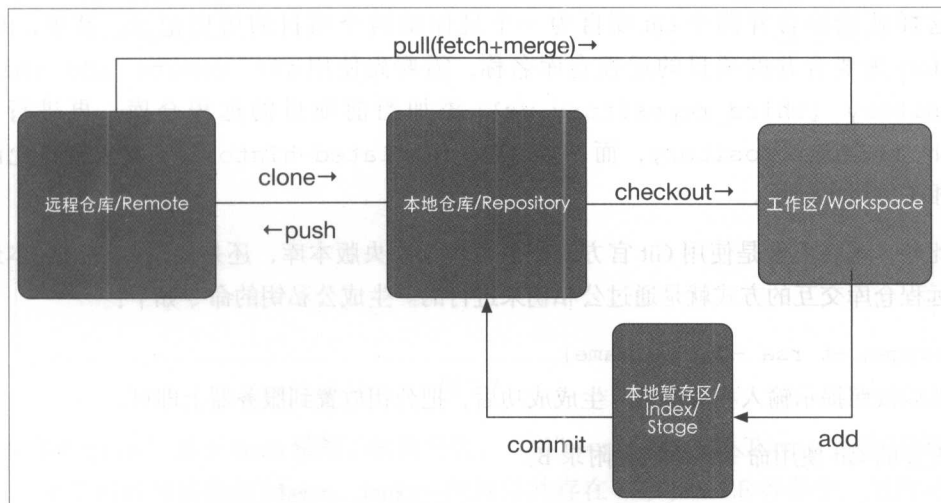 pull(fetch+merge)→
远程仓库/Remote
clone→
←push
本地仓库/Repository
checkout→
工作区/Workspace
本地暂存区/
Index/
Stage
commit
add